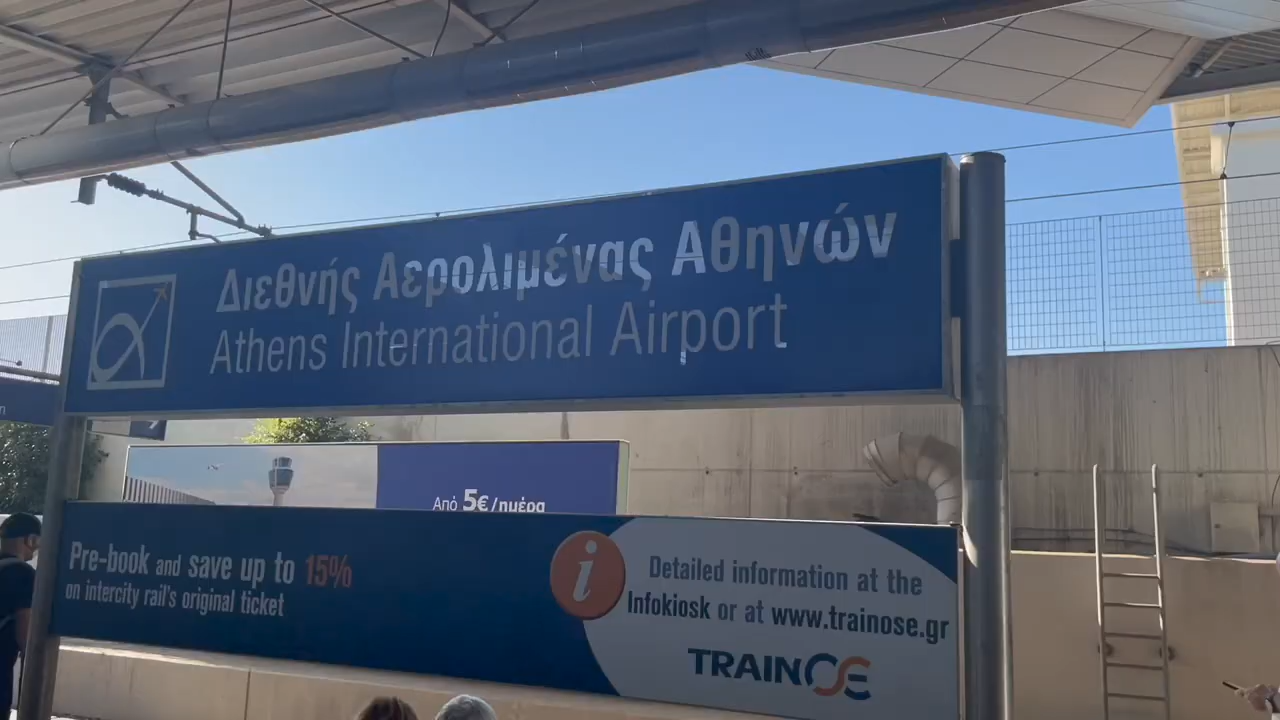 Διεθνής Αερολιμένας Αθηνών
Athens International Airport
Από 5€/ημέρα
Pre-book and save up to 15%
on intercity rail's original ticket
i
Detailed information at the
Infokiosk or at www.trainose.gr
TRAINOSE